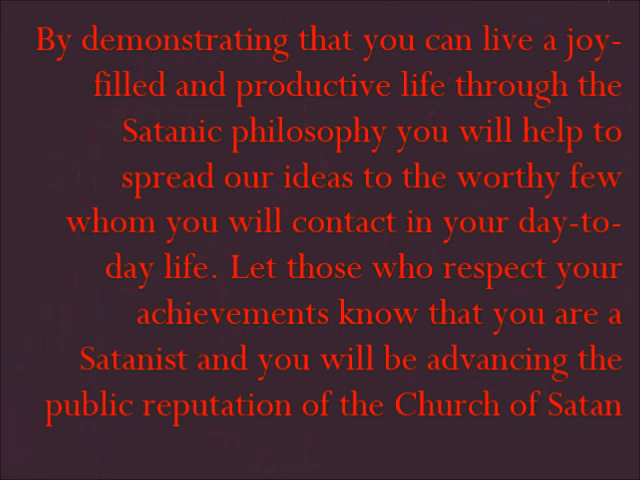 By demonstrating that you can live a joy-
filled and productive life through the
Satanic philosophy you will help to
spread our ideas to the worthy few
whom you will contact in your day-to-
day life. Let those who respect your
achievements know that you are a
Satanist and you will be advancing the
public reputation of the Church of Satan